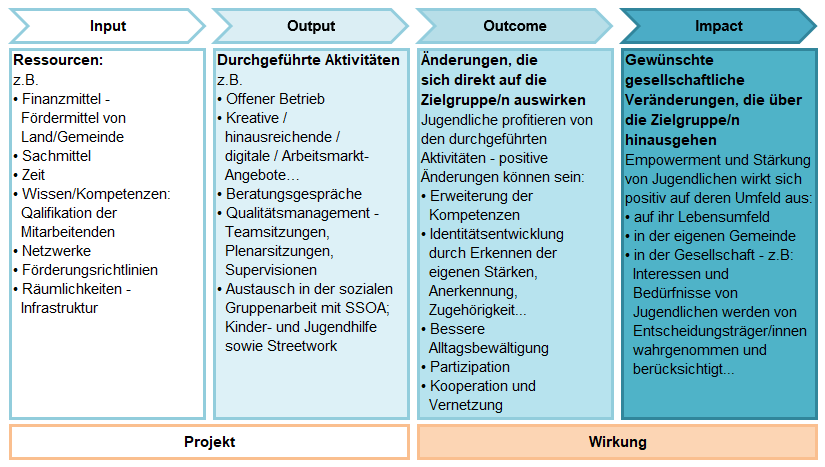 Input
Output
Outcome
Impact
Ressourcen:
z.B.
• Finanzmittel -
Fördermittel von
Land/Gemeinde
• Sachmittel
• Zeit
• Wissen/Kompetenzen:
Qalifikation der
Mitarbeitenden
• Netzwerke
• Förderungsrichtlinien
• Räumlichkeiten -
Infrastruktur
Durchgeführte Aktivitäten
z.B.
• Offener Betrieb
• Kreative /
hinausreichende /
digitale / Arbeitsmarkt-
Angebote…
• Beratungsgespräche
• Qualitätsmanagement -
Teamsitzungen,
Plenarsitzungen,
Supervisionen
• Austausch in der sozialen
Gruppenarbeit mit SSOA;
Kinder- und Jugendhilfe
sowie Streetwork
Änderungen, die
sich direkt auf die
Zielgruppe/n auswirken
Jugendliche profitieren von
den durchgeführten
Aktivitäten - positive
Änderungen können sein:
• Erweiterung der
Kompetenzen
• Identitätsentwicklung
durch Erkennen der
eigenen Stärken,
Anerkennung,
Zugehörigkeit...
• Bessere
Alltagsbewältigung
• Partizipation
• Kooperation und
Vernetzung
Gewünschte
gesellschaftliche
Veränderungen, die über
die Zielgruppe/n
hinausgehen
Empowerment und Stärkung
von Jugendlichen wirkt sich
positiv auf deren Umfeld aus:
• auf ihr Lebensumfeld
• in der eigenen Gemeinde
• in der Gesellschaft - z.B:
Interessen und
Bedürfnisse von
Jugendlichen werden von
Entscheidungsträger/innen
wahrgenommen und
berücksichtigt...
Projekt
Wirkung